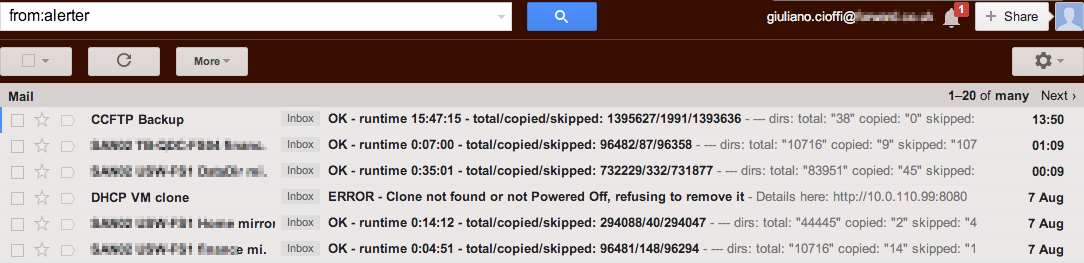 from:alerter
giuliano.cioffi@ 1 + Share
More
Mail 1–20 of many Next ›
CCFTP Backup Inbox OK - runtime 15:47:15 - total/copied/skipped: 1395627/1991/1393636 - --- dirs: total: "38" copied: "0" skipped: 13:50
Inbox OK - runtime 0:07:00 - total/copied/skipped: 96482/87/96358 - --- dirs: total: "10716" copied: "9" skipped: "107 01:09
Inbox OK - runtime 0:35:01 - total/copied/skipped: 732229/332/731877 - --- dirs: total: "83951" copied: "45" skipped: 00:09
DHCP VM clone Inbox ERROR - Clone not found or not Powered Off, refusing to remove it - Details here: http://10.0.110.99:8080 7 Aug
mirror Inbox OK - runtime 0:14:12 - total/copied/skipped: 294088/40/294047 - --- dirs: total: "44445" copied: "2" skipped: "4 7 Aug
mi. Inbox OK - runtime 0:04:51 - total/copied/skipped: 96481/148/96294 - --- dirs: total: "10716" copied: "14" skipped: "1 7 Aug